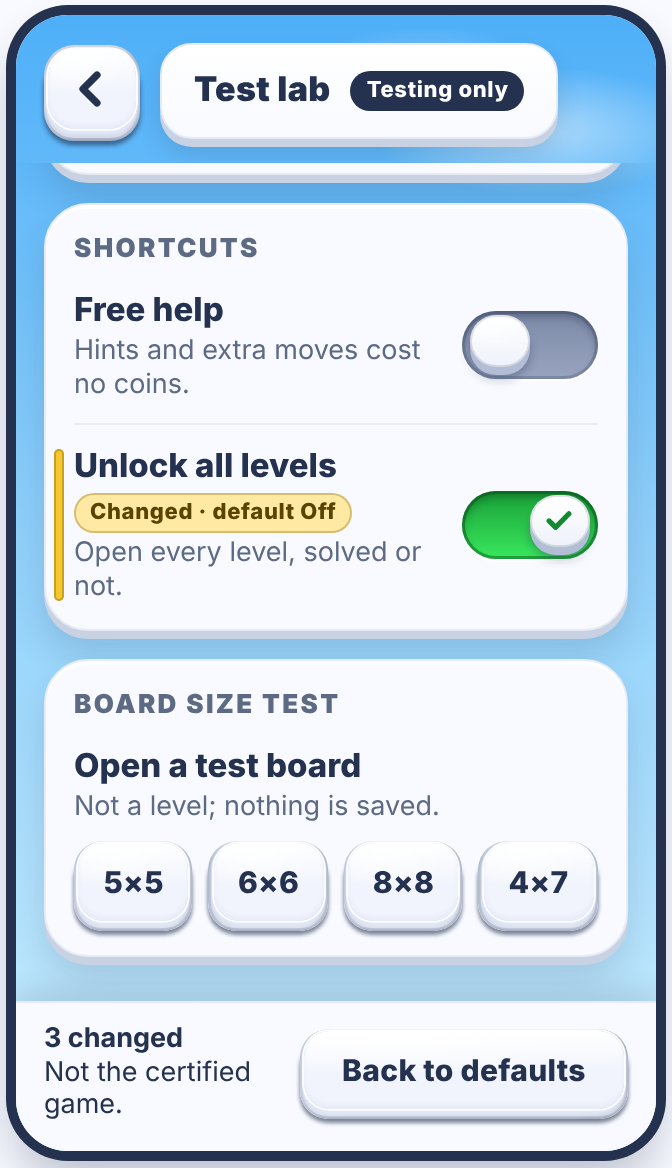 Test lab
Testing only
SHORTCUTS
Free help
Hints and extra moves cost
no coins.
Unlock all levels
Changed · default Off
Open every level, solved or
not.
BOARD SIZE TEST
Open a test board
Not a level; nothing is saved.
5×5
6×6
8×8
4×7
3 changed
Not the certified
game.
Back to defaults